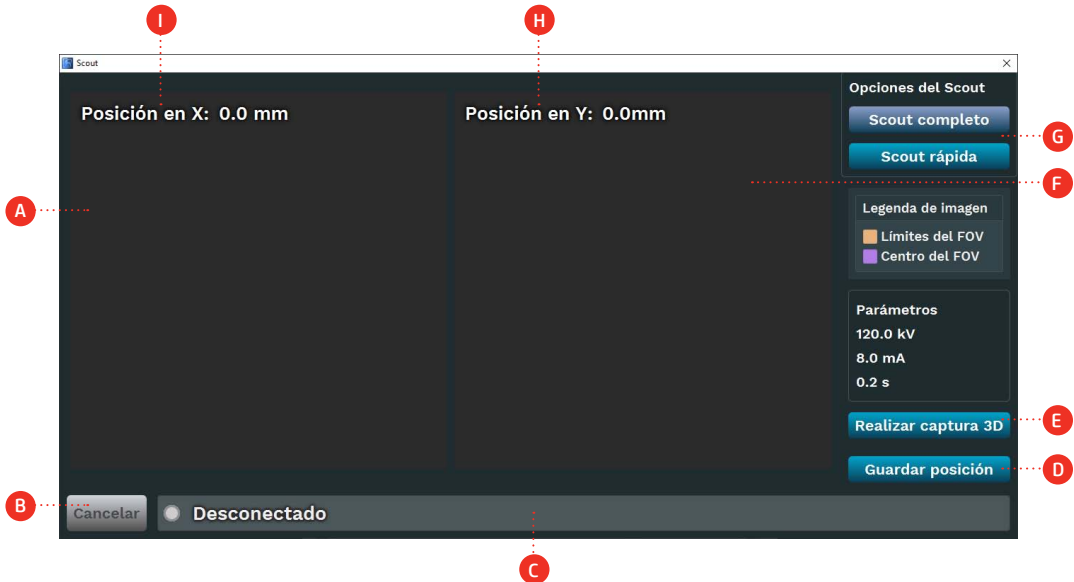 I
H
Scout
Posición en X: 0.0 mm
Posición en Y: 0.0mm
Opciones del Scout
Scout completo
G
Scout rápida
F
A
Legenda de imagen
Límites del FOV
Centro del FOV
Parámetros
120.0 kV
8.0 mA
0.2 s
Realizar captura 3D
E
Guardar posición
D
B
Cancelar
Desconectado
C